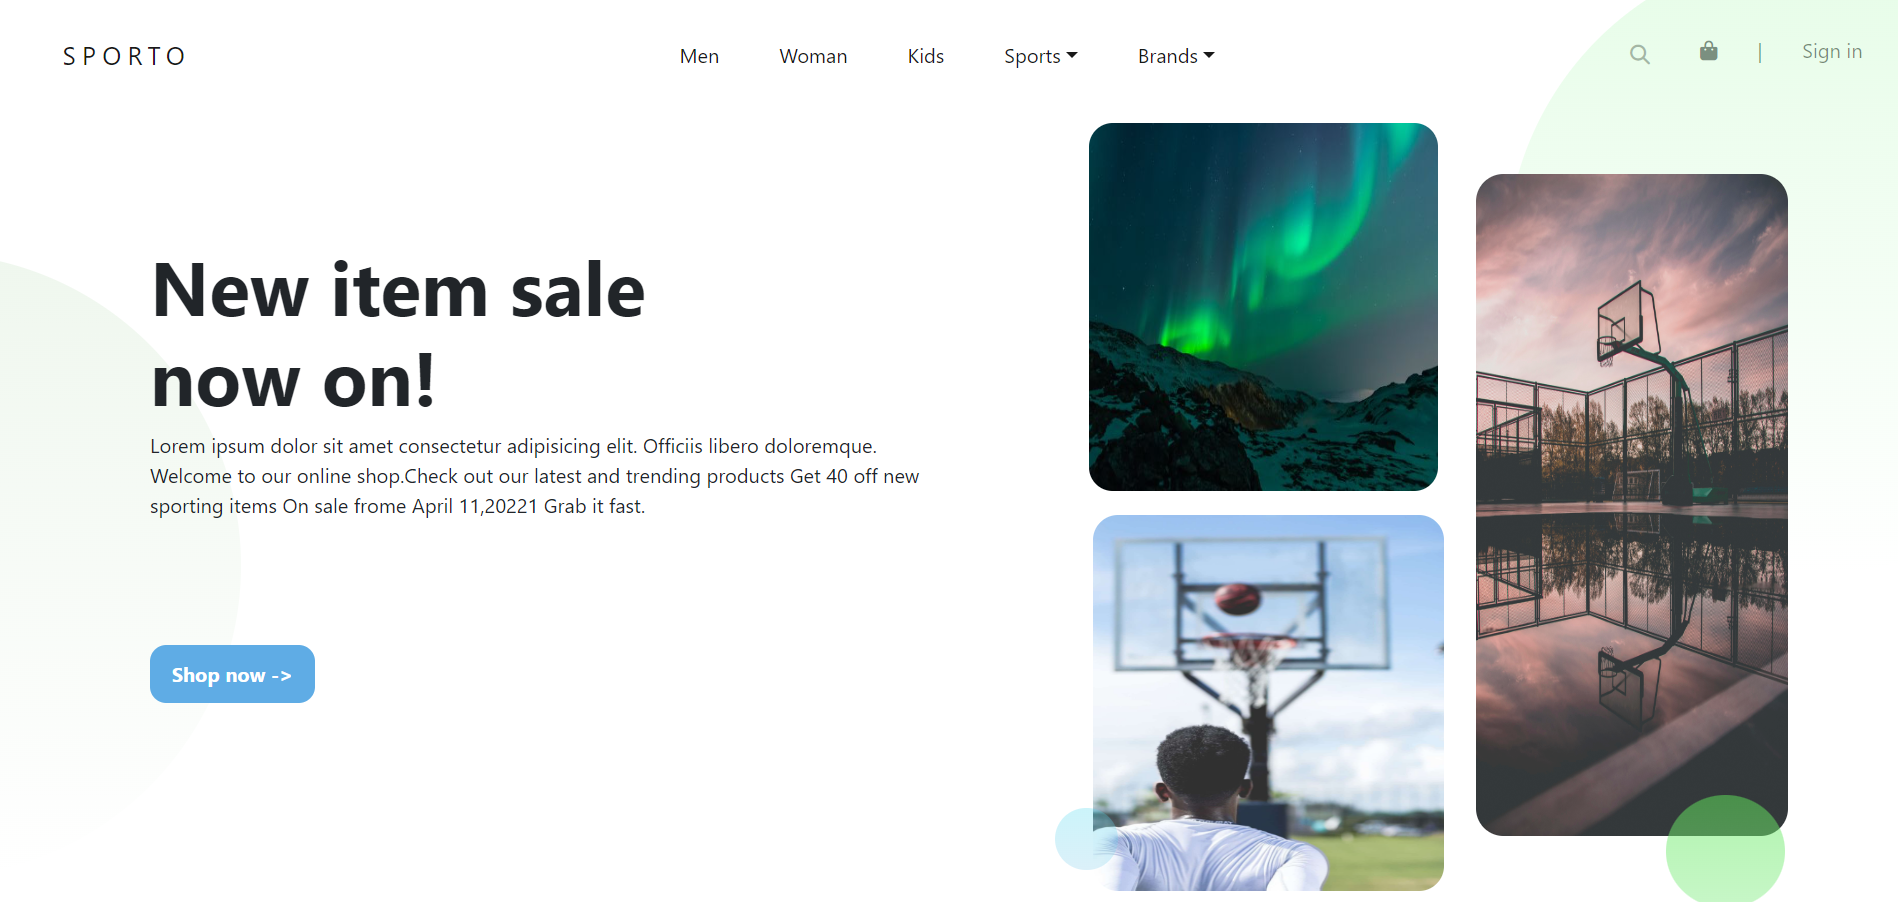 SPORTO
Men
Woman
Kids
Sports
Brands
|
Sign in
New item sale
now on!
Lorem ipsum dolor sit amet consectetur adipisicing elit. Officiis libero doloremque.
Welcome to our online shop.Check out our latest and trending products Get 40 off new
sporting items On sale frome April 11,20221 Grab it fast.
Shop now ->